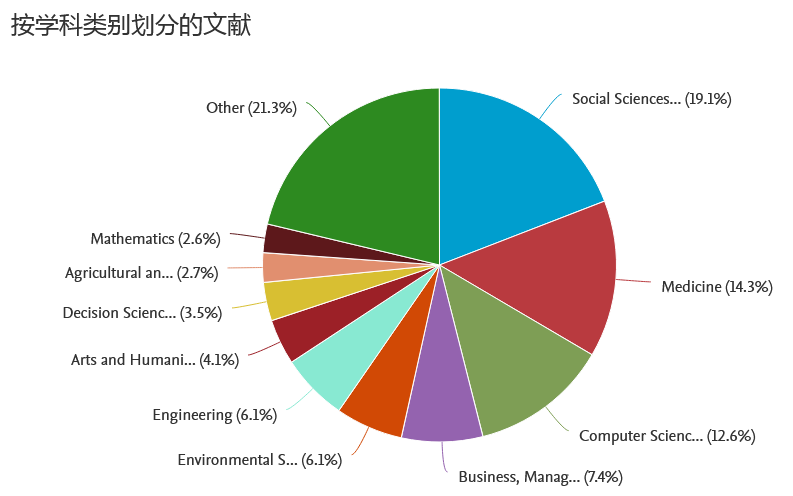 按学科类别划分的文献
Social Sciences... (19.1%)
Medicine (14.3%)
Computer Scienc... (12.6%)
Business, Manag... (7.4%)
Environmental S... (6.1%)
Engineering (6.1%)
Arts and Humani... (4.1%)
Decision Scienc... (3.5%)
Agricultural an... (2.7%)
Mathematics (2.6%)
Other (21.3%)